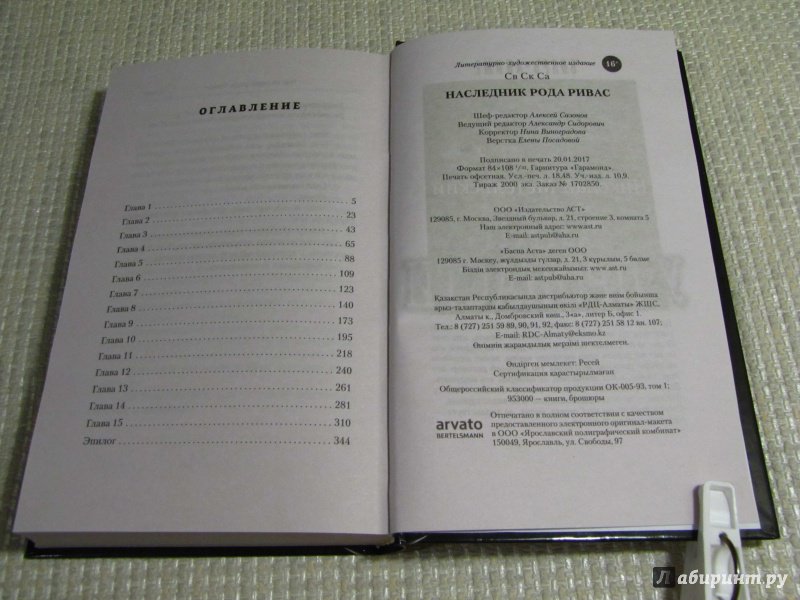 ОГЛАВЛЕНИЕ
Глава 1 5
Глава 2 23
Глава 3 43
Глава 4 65
Глава 5 88
Глава 6 109
Глава 7 123
Глава 8 140
Глава 9 173
Глава 10 195
Глава 11 218
Глава 12 240
Глава 13 261
Глава 14 281
Глава 15 310
Эпилог 344
Литературно-художественное издание 16+
Св Ск Са
НАСЛЕДНИК РОДА РИВАС
Шеф-редактор Алексей Сазонов
Ведущий редактор Александр Сидорович
Корректор Нина Виноградова
Верстка Елены Посадовой
Подписано в печать 20.01.2017
Формат 84×108 1/32. Гарнитура «Гарамонд».
Печать офсетная. Усл.-печ. л. 18,48. Уч.-изд. л. 10,9.
Тираж 2000 экз. Заказ № 1702850.
ООО «Издательство АСТ»
129085, г. Москва, Звездный бульвар, д. 21, строение 3, комната 5
Наш электронный адрес: www.ast.ru
E-mail: astpub@aha.ru
«Баспа Аста» деген ООО
129085 г. Мәскеу, жұлдызды гүлзар, д. 21, 3 құрылым, 5 бөлме
Біздің электрондық мекенжайымыз: www.ast.ru
E-mail: astpub@aha.ru
Қазақстан Республикасында дистрибьютор және өнім бойынша
арыз-талаптарды қабылдаушының өкілі «РДЦ-Алматы» ЖШС,
Алматы қ., Домбровский көш., 3«а», литер Б, офис 1.
Тел.: 8 (727) 251 59 89, 90, 91, 92, факс: 8 (727) 251 58 12 вн. 107;
E-mail: RDC-Almaty@eksmo.kz
Өнімнің жарамдылық мерзімі шектелмеген.
Өндірген мемлекет: Ресей
Сертификация қарастырылмаған
Общероссийский классификатор продукции ОК-005-93, том 1;
953000 — книги, брошюры
arvato
BERTELSMANN
Отпечатано в полном соответствии с качеством
предоставленного электронного оригинал-макета
в ООО «Ярославский полиграфический комбинат»
150049, Ярославль, ул. Свободы, 97
Лабиринт.ру